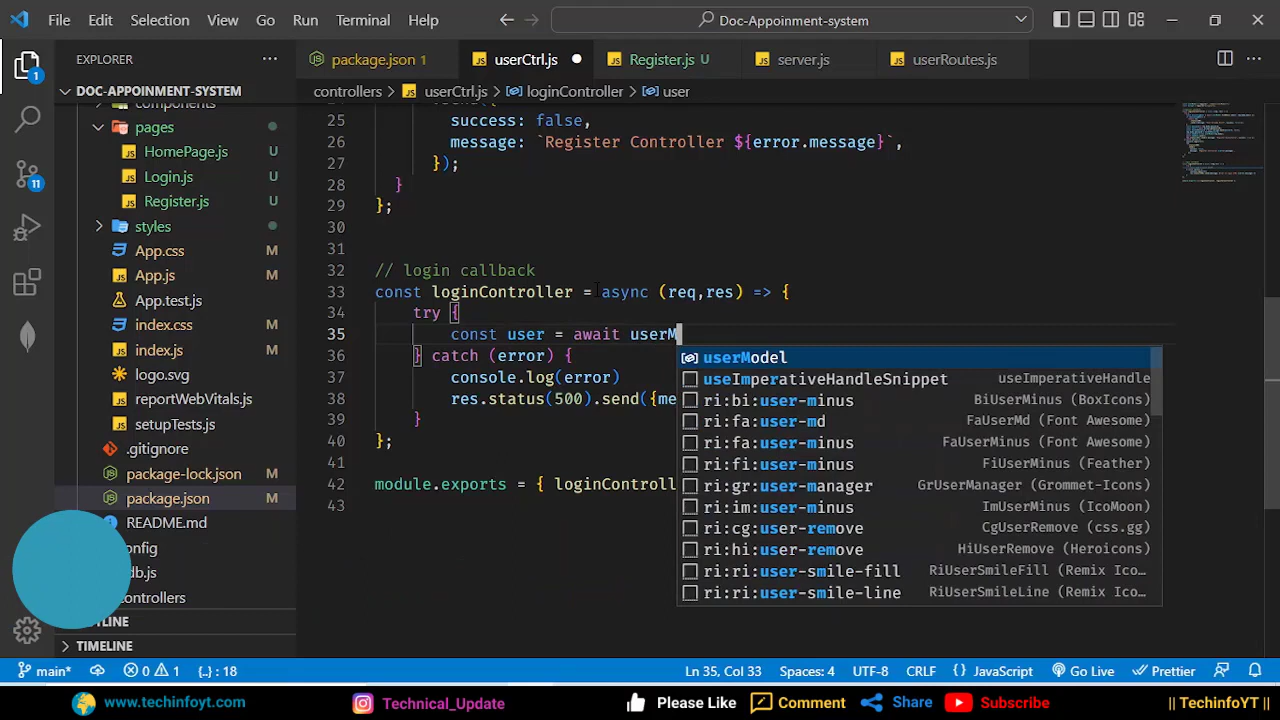 File Edit Selection View Go Run Terminal Help
Doc-Appointment-system
EXPLORER
package.json 1
userCtrl.js
Register.js U
server.js
userRoutes.js
DOC-APPOINMENT-SYSTEM
controllers > userCtrl.js > loginController > user
components
pages
HomePage.js U
Login.js U
Register.js U
styles
App.css M
App.js M
App.test.js
index.css M
index.js M
logo.svg
reportWebVitals.js
setupTests.js
.gitignore
package-lock.json M
package.json M
README.md
onfig
db.js
ontrollers
TLINE
TIMELINE
1
11
25 success: false,
26 message: `Register Controller ${error.message}`,
27 });
28 }
29 };
30
31
32 // login callback
33 const loginController = async (req,res) => {
34 try {
35 const user = await userM
36 } catch (error) {
37 console.log(error)
38 res.status(500).send({me
39 }
40 };
41
42 module.exports = { loginControll
43
userModel
useImperativeHandleSnippet useImperativeHandle
ri:bi:user-minus BiUserMinus (BoxIcons)
ri:fa:user-md FaUserMd (Font Awesome)
ri:fa:user-minus FaUserMinus (Font Awesome)
ri:fi:user-minus FiUserMinus (Feather)
ri:gr:user-manager GrUserManager (Grommet-Icons)
ri:im:user-minus ImUserMinus (IcoMoon)
ri:cg:user-remove CgUserRemove (css.gg)
ri:hi:user-remove HiUserRemove (Heroicons)
ri:ri:user-smile-fill RiUserSmileFill (Remix Ico…
ri:ri:user-smile-line RiUserSmileLine (Remix Ico…
main* 0 1 {..} : 18 Ln 35, Col 33 Spaces: 4 UTF-8 CRLF {} JavaScript Go Live Prettier
www.techinfoyt.com Technical_Update Please Like Comment Share Subscribe || TechinfoYT ||